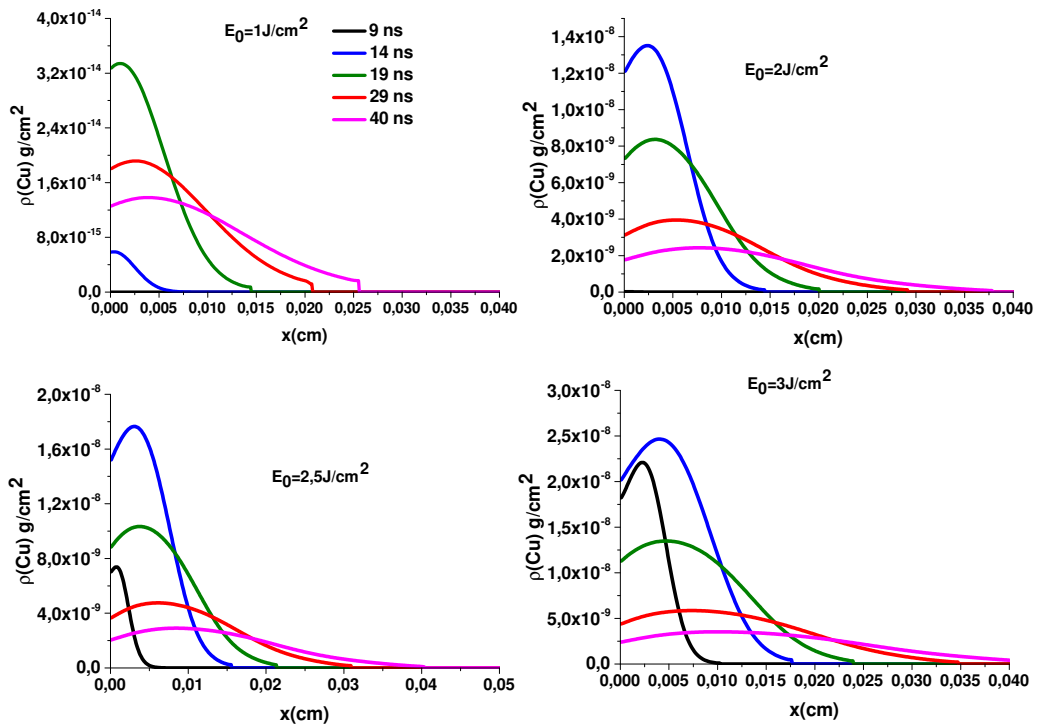 E₀=1J/cm²
9 ns
14 ns
19 ns
29 ns
40 ns
ρ(Cu) g/cm²
4,0x10⁻¹⁴
3,2x10⁻¹⁴
2,4x10⁻¹⁴
1,6x10⁻¹⁴
8,0x10⁻¹⁵
0,0
0,000 0,005 0,010 0,015 0,020 0,025 0,030 0,035 0,040
x(cm)
E₀=2J/cm²
ρ(Cu) g/cm²
1,4x10⁻⁸
1,2x10⁻⁸
1,0x10⁻⁸
8,0x10⁻⁹
6,0x10⁻⁹
4,0x10⁻⁹
2,0x10⁻⁹
0,0
0,000 0,005 0,010 0,015 0,020 0,025 0,030 0,035 0,040
x(cm)
E₀=2,5J/cm²
ρ(Cu) g/cm²
2,0x10⁻⁸
1,6x10⁻⁸
1,2x10⁻⁸
8,0x10⁻⁹
4,0x10⁻⁹
0,0
0,00 0,01 0,02 0,03 0,04 0,05
x(cm)
E₀=3J/cm²
ρ(Cu) g/cm²
3,0x10⁻⁸
2,5x10⁻⁸
2,0x10⁻⁸
1,5x10⁻⁸
1,0x10⁻⁸
5,0x10⁻⁹
0,0
0,000 0,005 0,010 0,015 0,020 0,025 0,030 0,035 0,040
x(cm)